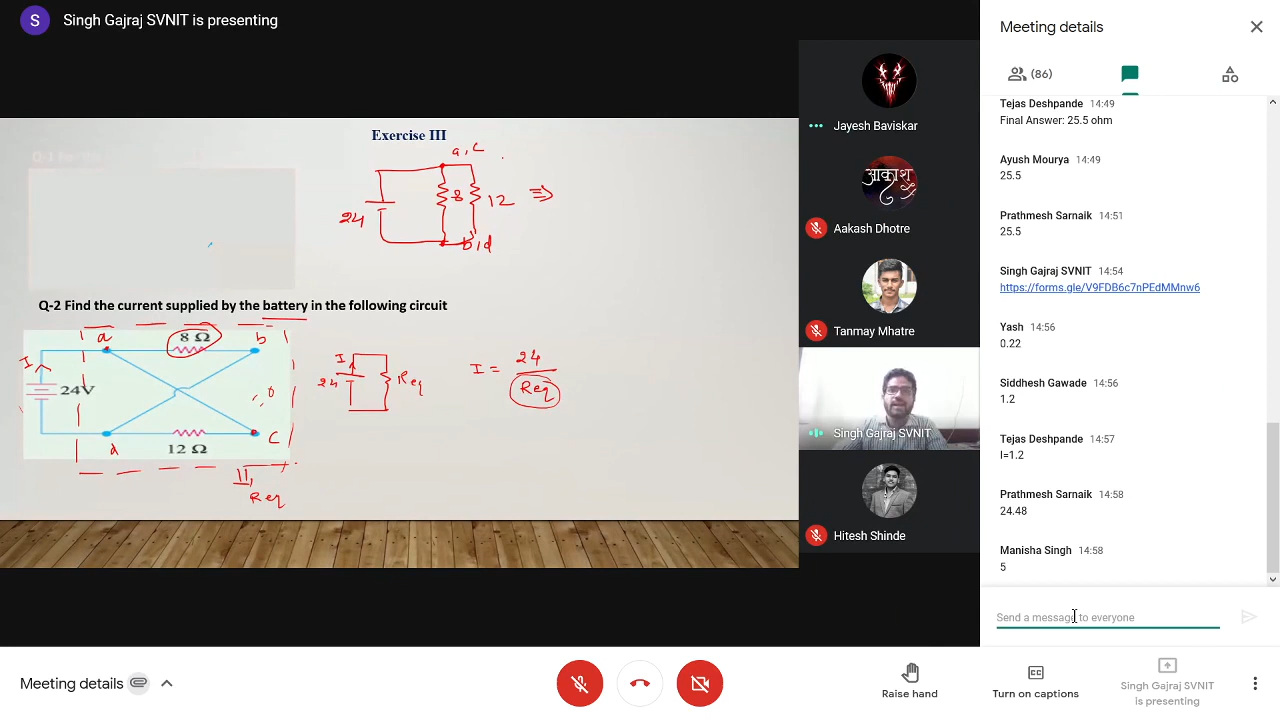 S
Singh Gajraj SVNIT is presenting
Exercise III
a, c
24
8
12
⇒
b, d
Q-2 Find the current supplied by the battery in the following circuit
a
8 Ω
b
I
24V
d
12 Ω
c
Req
I
24
Req
I = 24
Req
आकाश
Jayesh Baviskar
Aakash Dhotre
Tanmay Mhatre
Singh Gajraj SVNIT
Hitesh Shinde
Meeting details
(86)
Tejas Deshpande 14:49
Final Answer: 25.5 ohm
Ayush Mourya 14:49
25.5
Prathmesh Sarnaik 14:51
25.5
Singh Gajraj SVNIT 14:54
https://forms.gle/V9FDB6c7nPEdMMnw6
Yash 14:56
0.22
Siddhesh Gawade 14:56
1.2
Tejas Deshpande 14:57
I=1.2
Prathmesh Sarnaik 14:58
24.48
Manisha Singh 14:58
5
Send a message to everyone
Meeting details
Raise hand
CC
Turn on captions
Singh Gajraj SVNIT
is presenting